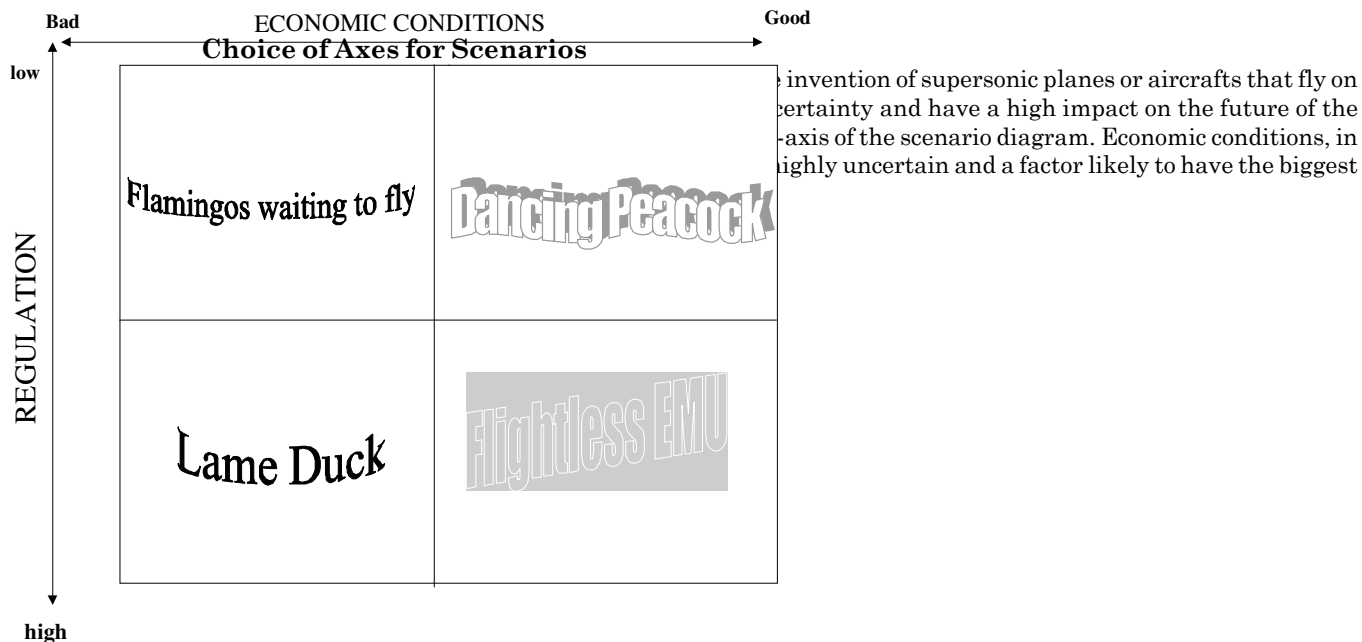 Bad
ECONOMIC CONDITIONS
Good
Choice of Axes for Scenarios
low
invention of supersonic planes or aircrafts that fly on
certainty and have a high impact on the future of the
-axis of the scenario diagram. Economic conditions, in
highly uncertain and a factor likely to have the biggest
Flamingos waiting to fly
Dancing Peacock
REGULATION
Lame Duck
Flightless EMU
high